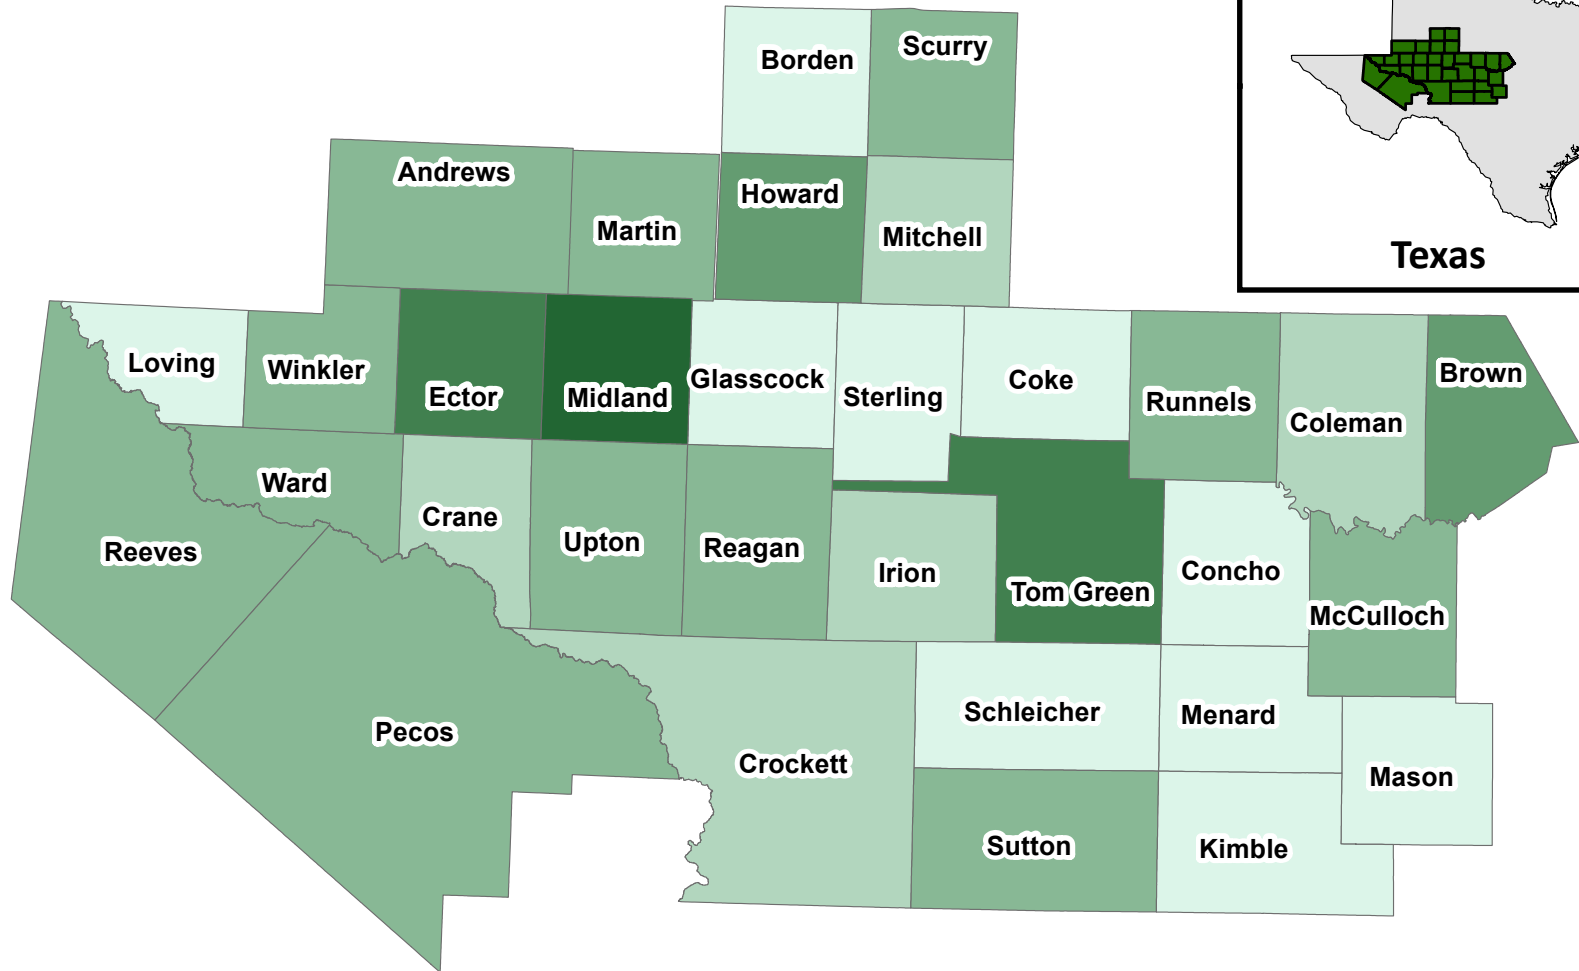 Borden
Scurry
Andrews
Martin
Howard
Mitchell
Texas
Loving
Winkler
Ector
Midland
Glasscock
Sterling
Coke
Runnels
Coleman
Brown
Reeves
Ward
Crane
Upton
Reagan
Irion
Tom Green
Concho
McCulloch
Pecos
Crockett
Schleicher
Menard
Mason
Sutton
Kimble